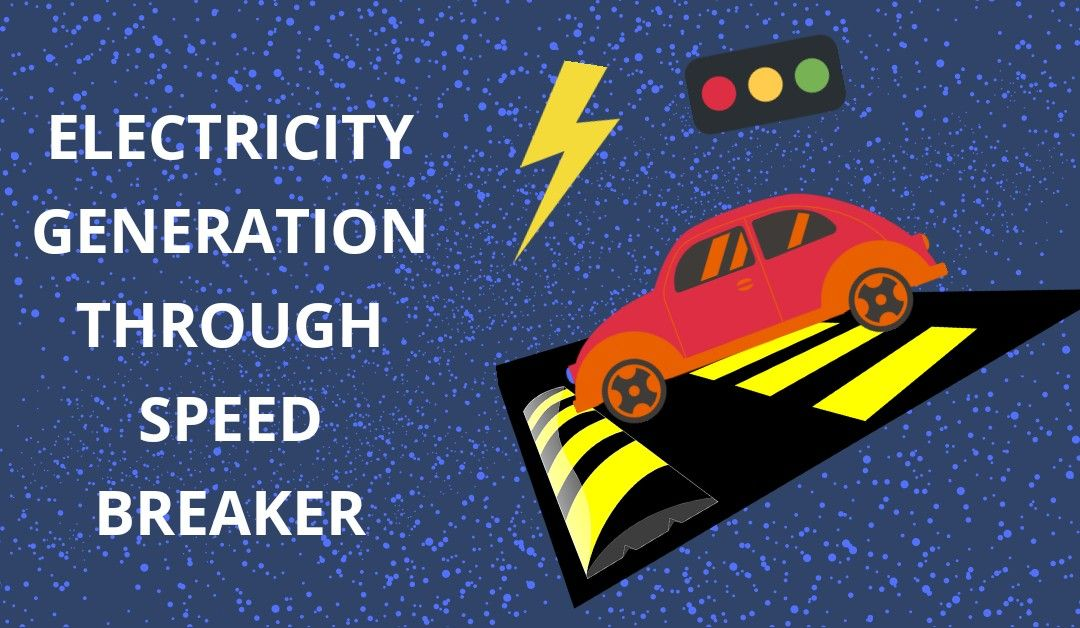 ELECTRICITY
GENERATION
THROUGH
SPEED
BREAKER